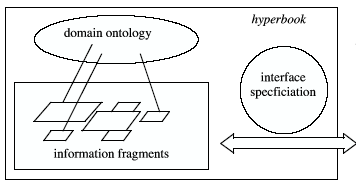 hyperbook
domain ontology
interface
specficiation
information fragments